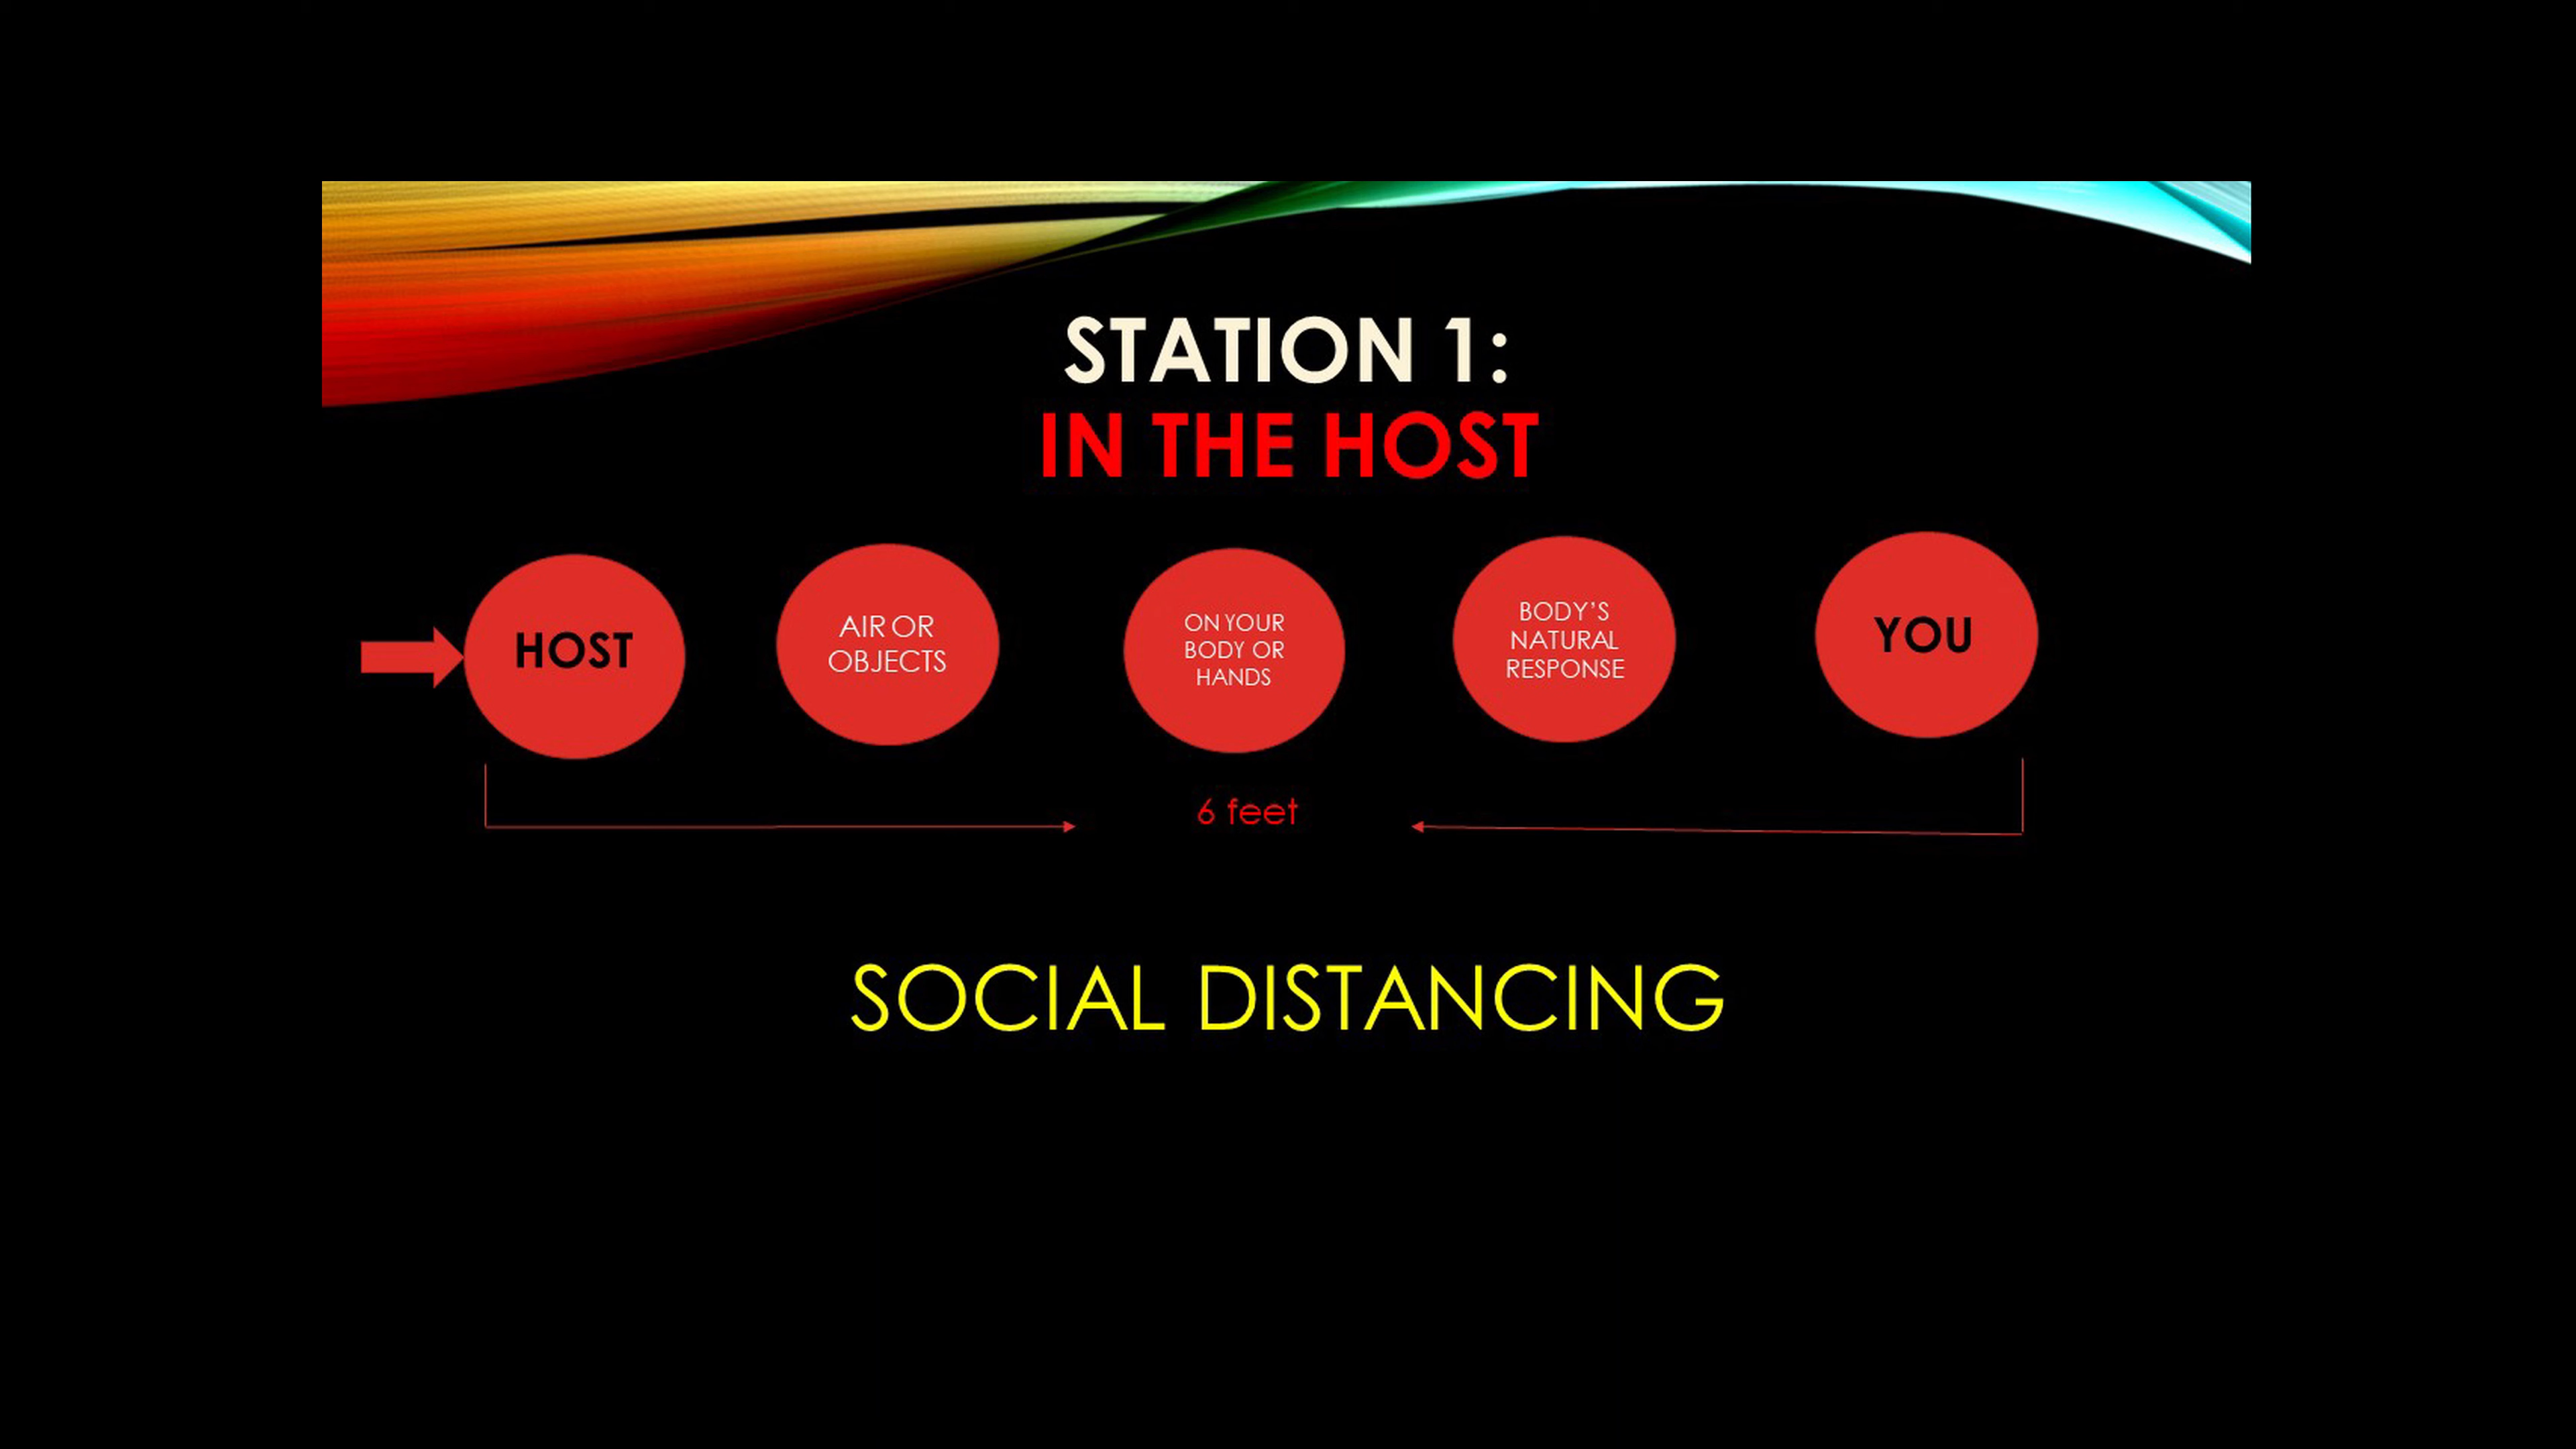 STATION 1:
IN THE HOST
HOST
AIR OR
OBJECTS
ON YOUR
BODY OR
HANDS
BODY’S
NATURAL
RESPONSE
YOU
6 feet
SOCIAL DISTANCING